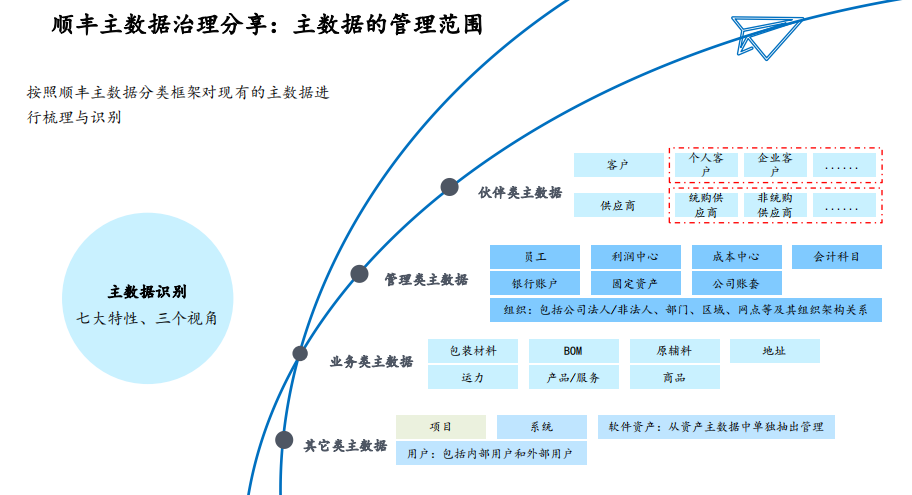 顺丰主数据治理分享：主数据的管理范围
按照顺丰主数据分类框架对现有的主数据进
行梳理与识别
主数据识别
七大特性、三个视角
伙伴类主数据
客户
个人客
户
企业客
户
......
供应商
统购供
应商
非统购
供应商
......
管理类主数据
员工
利润中心
成本中心
会计科目
银行账户
固定资产
公司账套
组织：包括公司法人/非法人、部门、区域、网点等及其组织架构关系
业务类主数据
包装材料
BOM
原辅料
地址
运力
产品/服务
商品
其它类主数据
项目
系统
软件资产：从资产主数据中单独抽出管理
用户：包括内部用户和外部用户